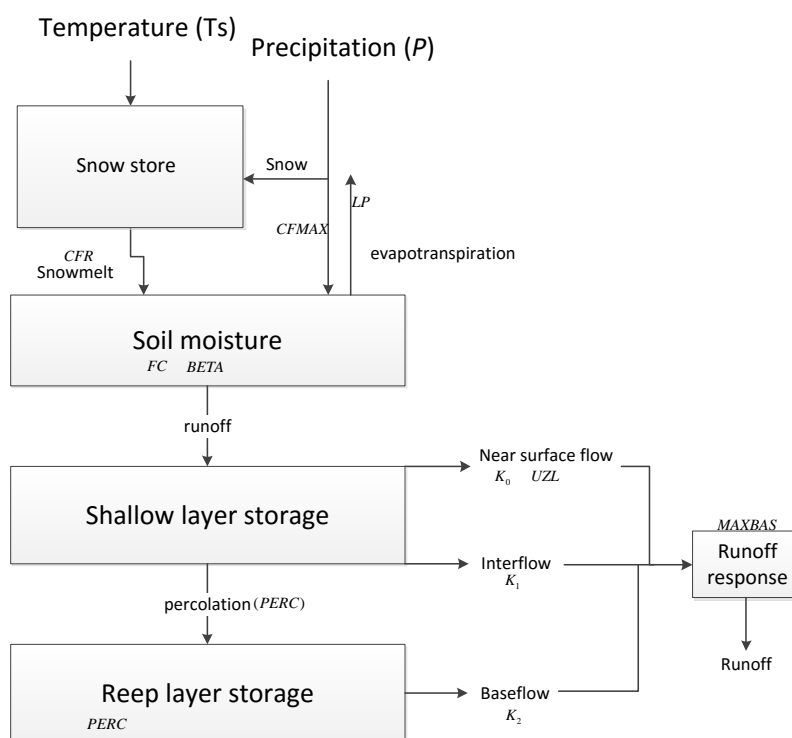 Temperature (Ts)
Precipitation (P)
Snow store
Snow
LP
CFMAX
evapotranspiration
CFR
Snowmelt
Soil moisture
FC BETA
runoff
Near surface flow
K₀ UZL
Shallow layer storage
MAXBAS
Runoff
response
Interflow
K₁
percolation (PERC)
Runoff
Reep layer storage
Baseflow
PERC
K₂